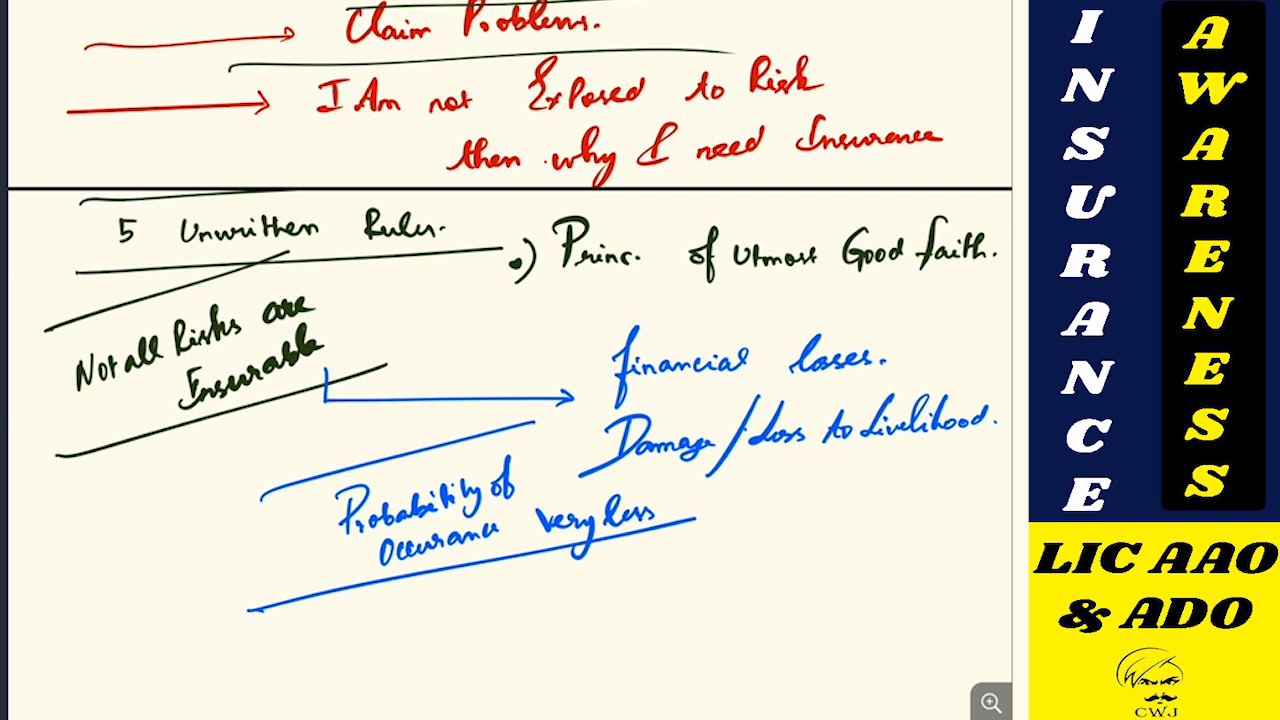 Claim Problems.
I Am not Exposed to Risk
then why I need Insurance
5 Unwritten Rules.
.) Princ. of Utmost Good faith.
Not all Risks are
Insurable
financial losses.
Damage/Loss to Livelihood.
Probability of
Occurance very less
INSURANCE
AWARENESS
LIC AAO
& ADO
CWJ